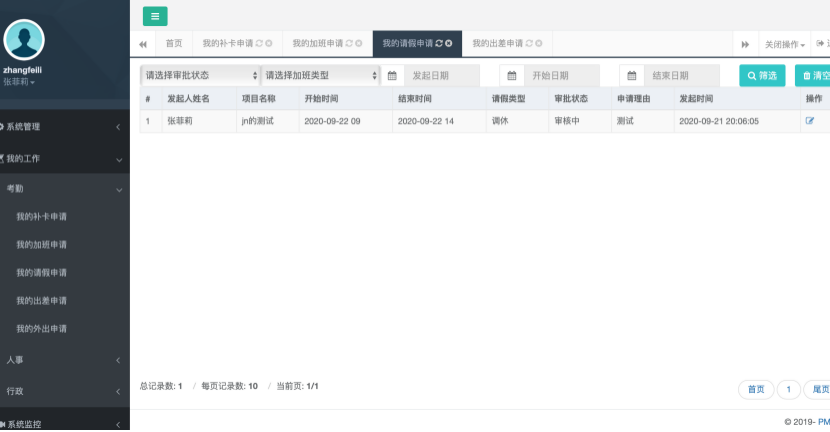 首页 我的补卡申请 我的加班申请 我的请假申请 我的出差申请 关闭操作
zhangfeili
张菲莉
请选择审批状态 请选择加班类型 发起日期 开始日期 结束日期 筛选 清空
# 发起人姓名 项目名称 开始时间 结束时间 请假类型 审批状态 申请理由 发起时间 操作
1 张菲莉 jn的测试 2020-09-22 09 2020-09-22 14 调休 审核中 测试 2020-09-21 20:06:05
系统管理
我的工作
考勤
我的补卡申请
我的加班申请
我的请假申请
我的出差申请
我的外出申请
人事
行政
系统监控
总记录数: 1 / 每页记录数: 10 / 当前页: 1/1
首页 1 尾页
© 2019- PM